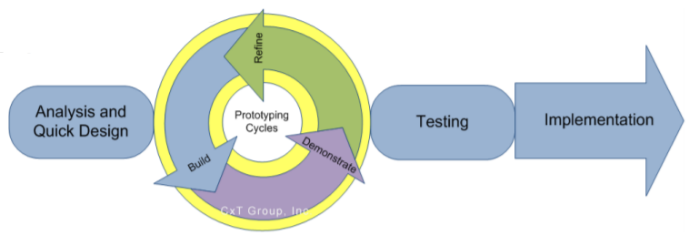 Analysis and
Quick Design
Refine
Prototyping
Cycles
Build
Demonstrate
CxT Group, Inc
Testing
Implementation